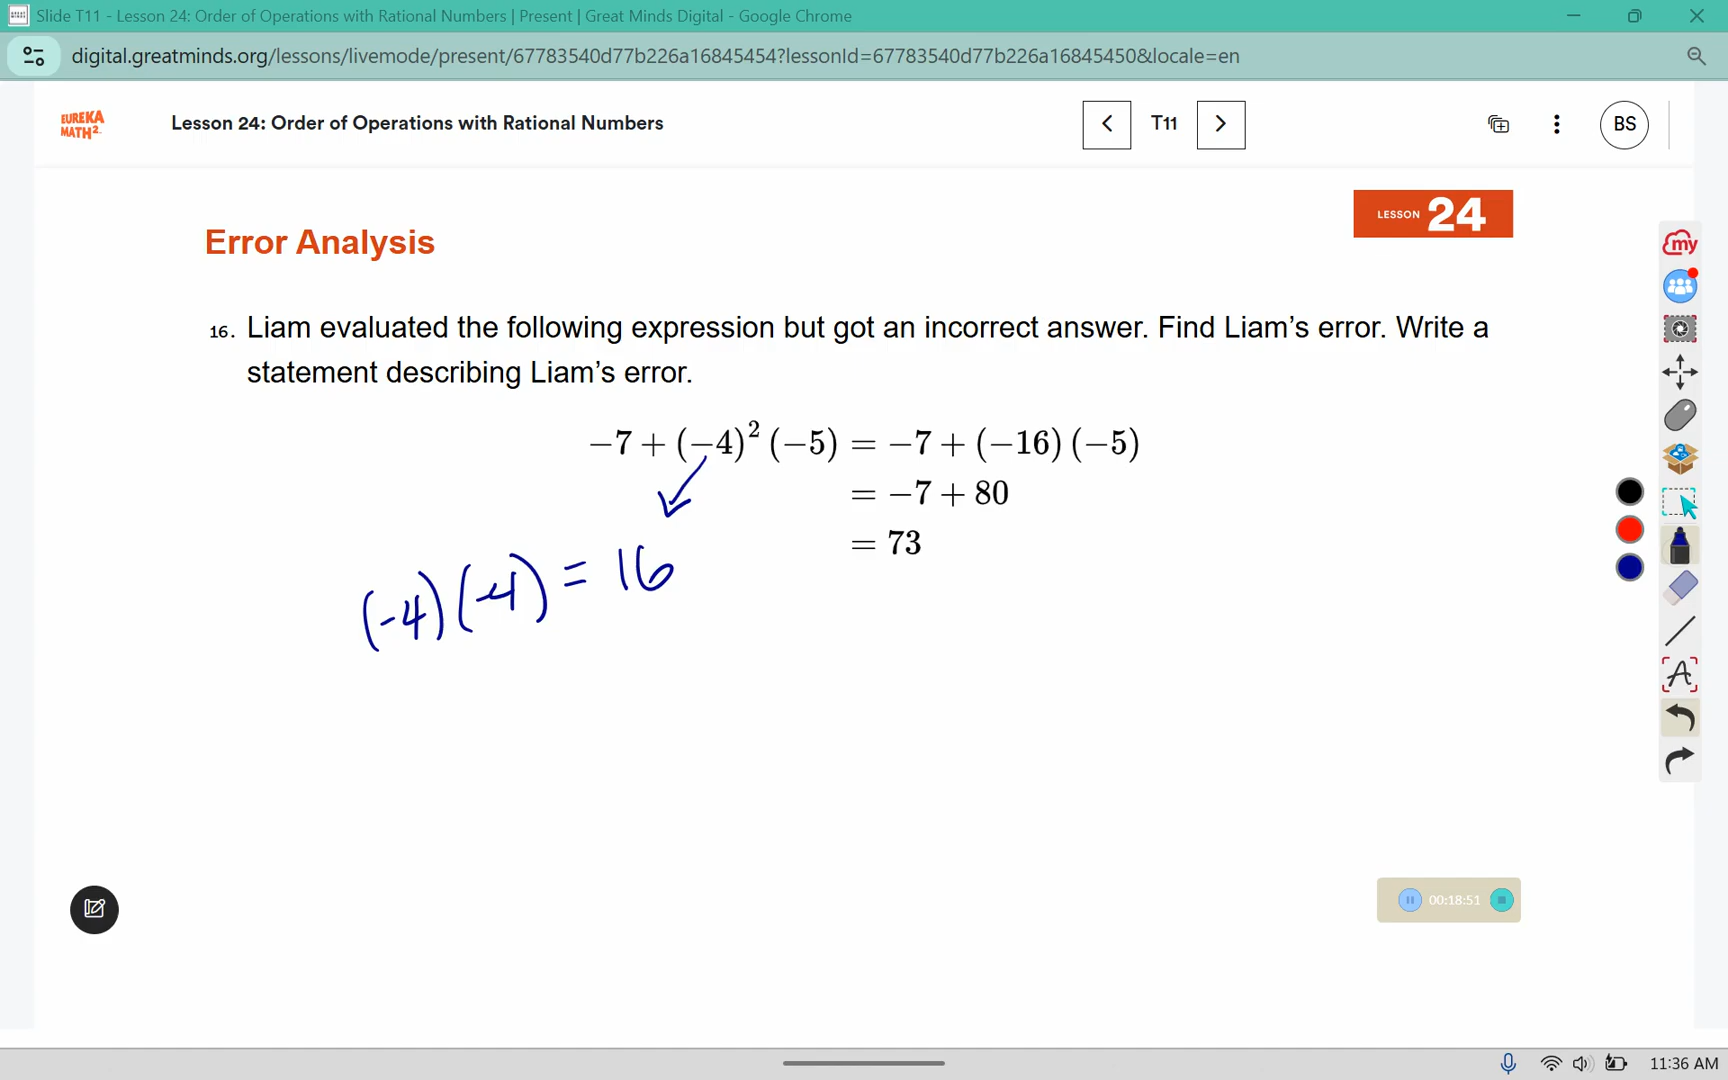 Slide T11 - Lesson 24: Order of Operations with Rational Numbers | Present | Great Minds Digital - Google Chrome
digital.greatminds.org/lessons/livemode/present/67783540d77b226a16845454?lessonId=67783540d77b226a16845450&locale=en
EUREKA
MATH²
Lesson 24: Order of Operations with Rational Numbers
T11
BS
LESSON 24
Error Analysis
16. Liam evaluated the following expression but got an incorrect answer. Find Liam's error. Write a
statement describing Liam's error.
−7 + (−4)² (−5) = −7 + (−16) (−5)
= −7 + 80
= 73
(-4)(-4) = 16
my
A
00:18:51
11:36 AM